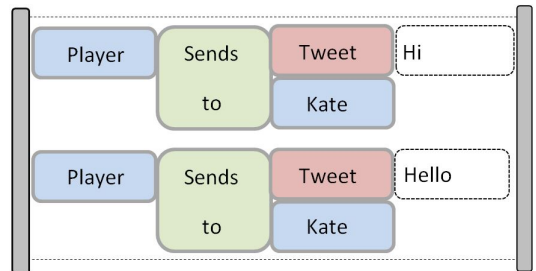 Player Sends Tweet Hi
to Kate
Player Sends Tweet Hello
to Kate